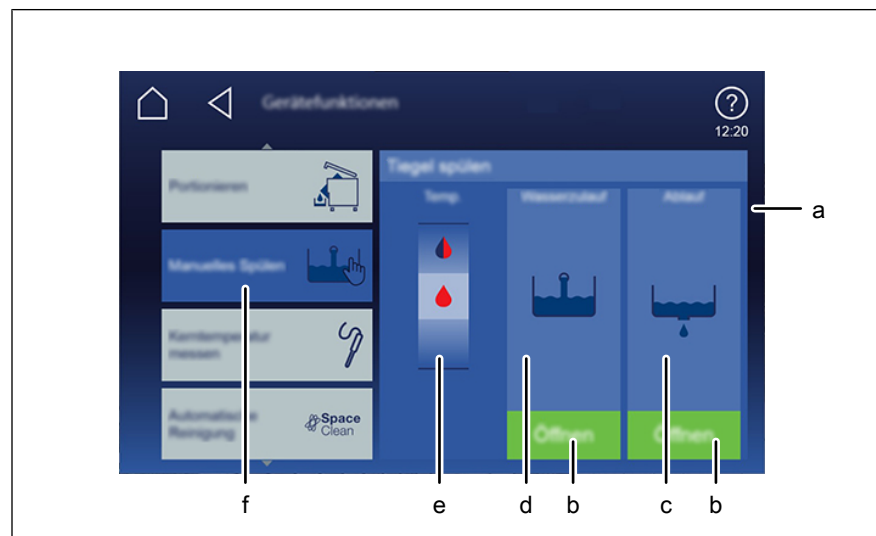 Gerätefunktionen
12:20
Portionieren
Manuelles Spülen
Kerntemperatur
messen
Automatische
Reinigung
Space
Clean
Tiegel spülen
Temp.
Wasserzulauf
Ablauf
Öffnen
Öffnen
a
f
e
d
b
c
b